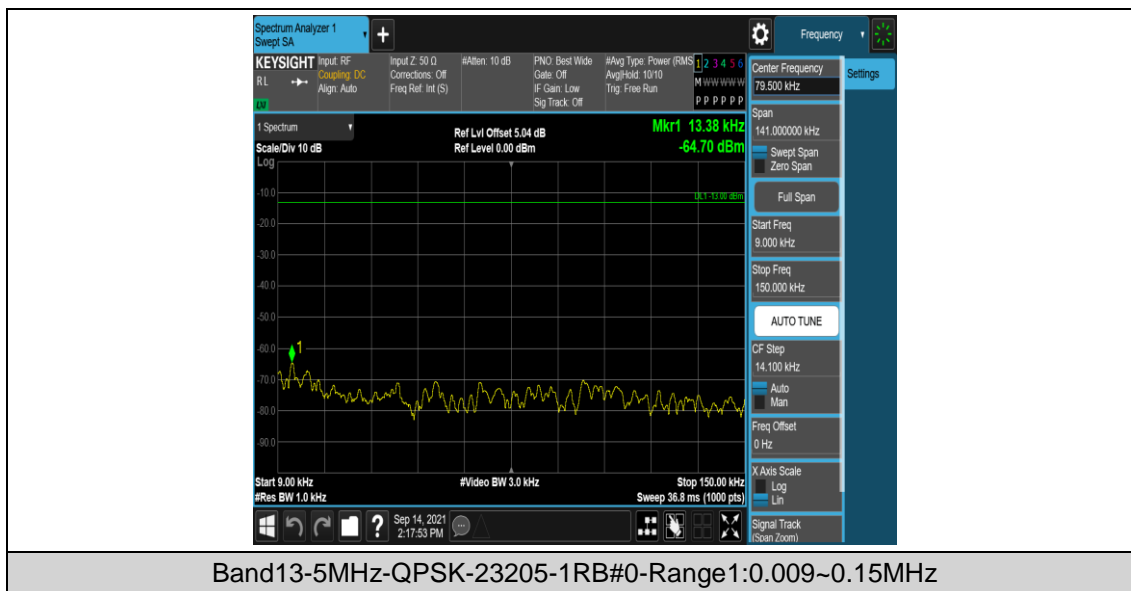 Spectrum Analyzer 1
Swept SA
+
Frequency
KEYSIGHT
RL
LXI
Input: RF
Coupling: DC
Align: Auto
Input Z: 50 Ω
Corrections: Off
Freq Ref: Int (S)
#Atten: 10 dB
PNO: Best Wide
Gate: Off
IF Gain: Low
Sig Track: Off
#Avg Type: Power (RMS
Avg|Hold: 10/10
Trig: Free Run
1 2 3 4 5 6
M W W W W W
P P P P P P
Center Frequency
79.500 kHz
Settings
Span
141.000000 kHz
Swept Span
Zero Span
Full Span
Start Freq
9.000 kHz
Stop Freq
150.000 kHz
AUTO TUNE
CF Step
14.100 kHz
Auto
Man
Freq Offset
0 Hz
X Axis Scale
Log
Lin
Signal Track
(Span Zoom)
1 Spectrum
Scale/Div 10 dB
Log
Ref Lvl Offset 5.04 dB
Ref Level 0.00 dBm
Mkr1 13.38 kHz
-64.70 dBm
DL1 -13.00 dBm
-10.0
-20.0
-30.0
-40.0
-50.0
-60.0
1
-70.0
-80.0
-90.0
Start 9.00 kHz
#Res BW 1.0 kHz
#Video BW 3.0 kHz
Stop 150.00 kHz
Sweep 36.8 ms (1000 pts)
?
Sep 14, 2021
2:17:53 PM
Band13-5MHz-QPSK-23205-1RB#0-Range1:0.009~0.15MHz